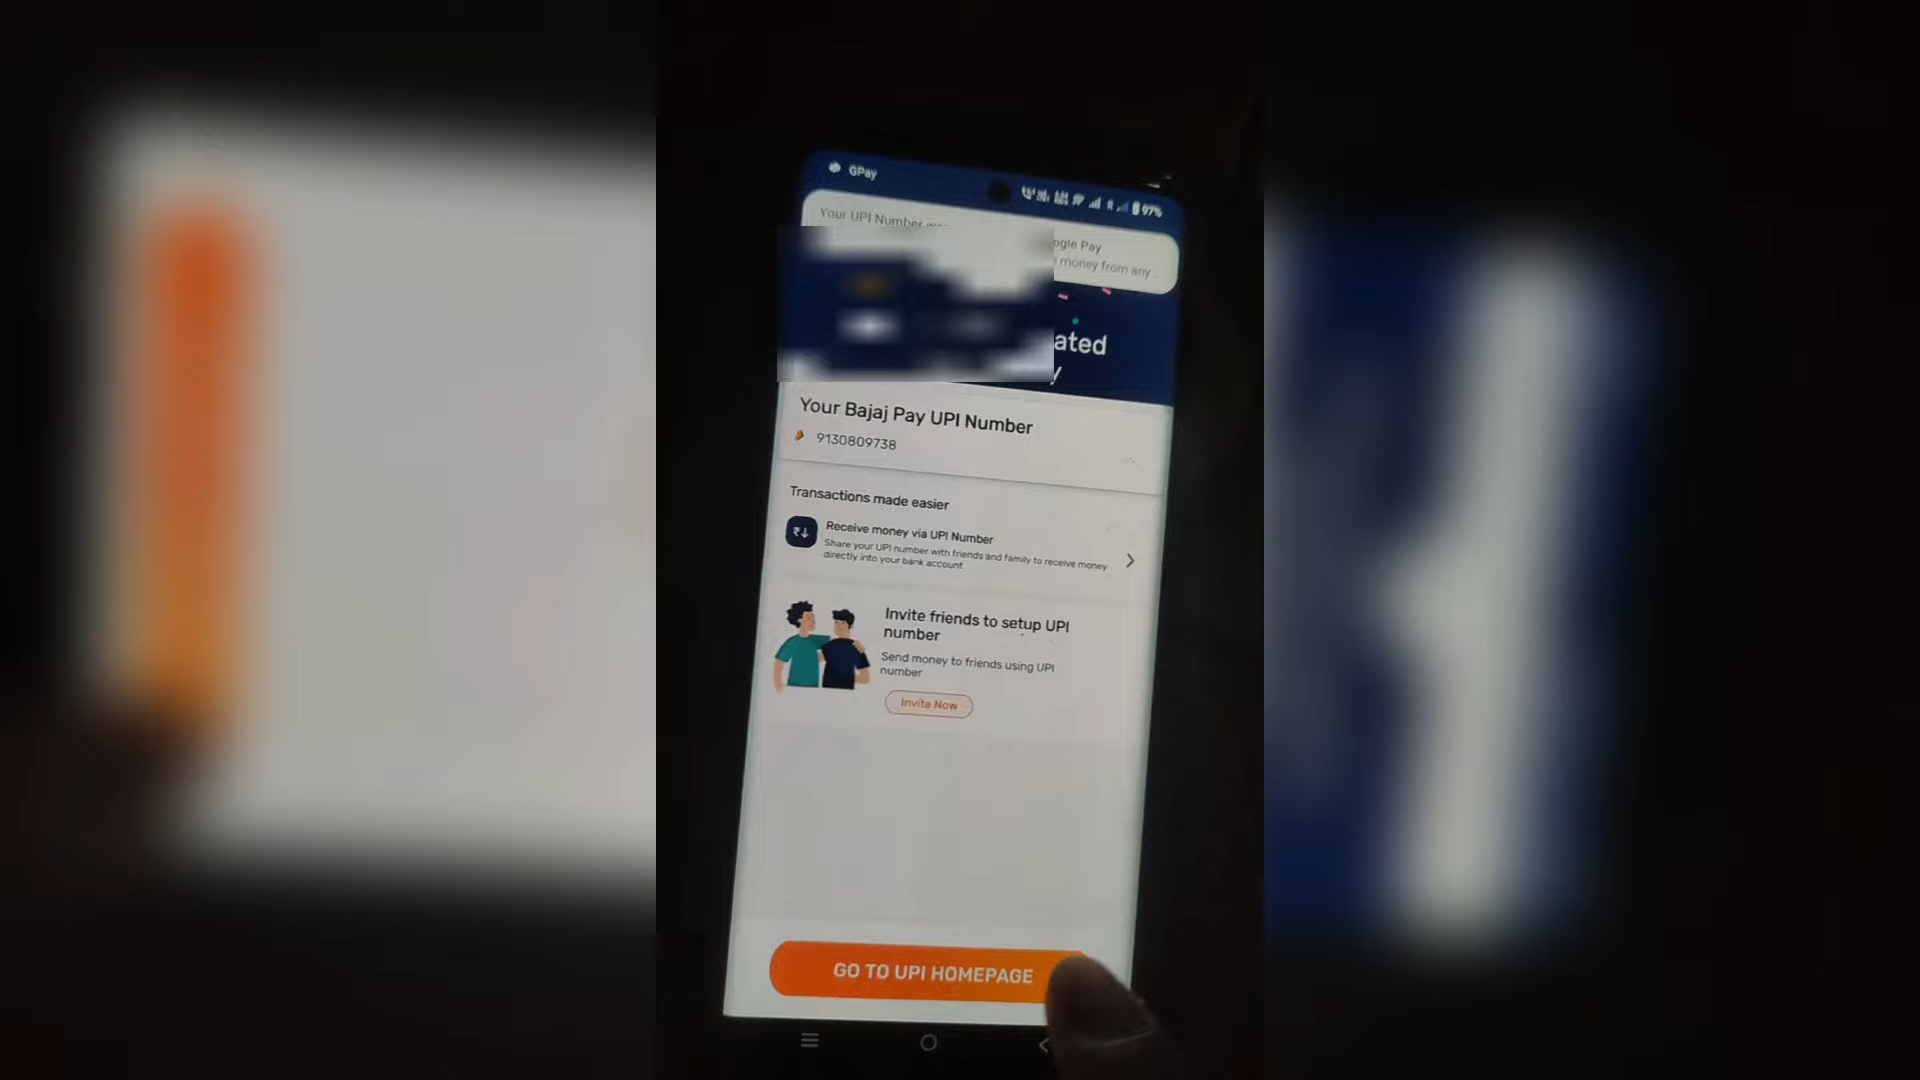 GPay
97%
Your UPI Number
ogle Pay
money from any ..
ated
y
Your Bajaj Pay UPI Number
9130809738
Transactions made easier
Receive money via UPI Number
Share your UPI number with friends and family to receive money
directly into your bank account
Invite friends to setup UPI
number
Send money to friends using UPI
number
Invite Now
GO TO UPI HOMEPAGE